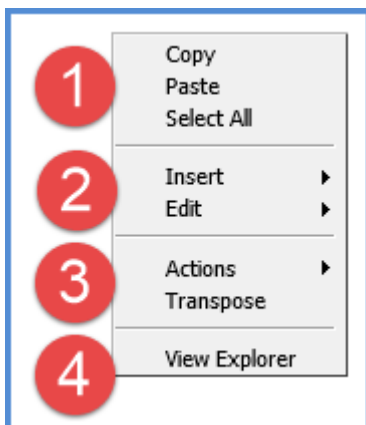 1
Copy
Paste
Select All
2
Insert
Edit
3
Actions
Transpose
4
View Explorer